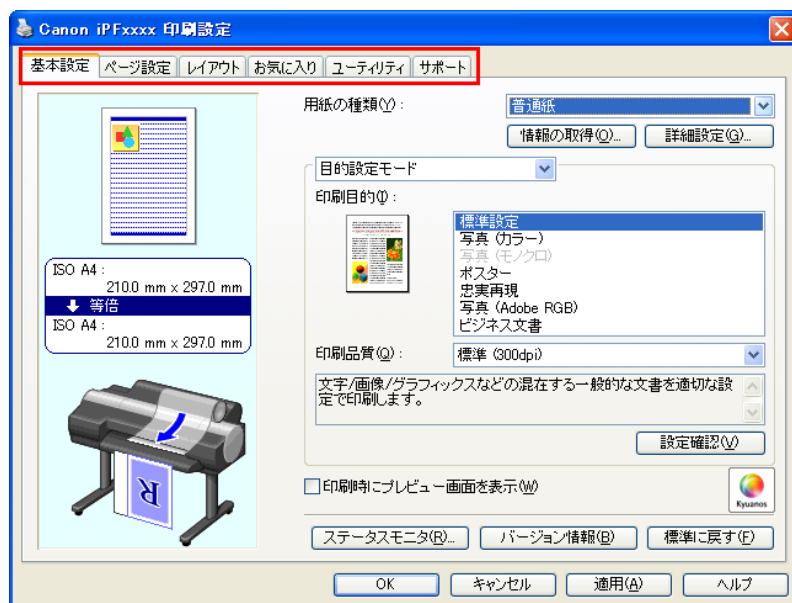 Canon iPFxxxx 印刷設定
基本設定 ページ設定 レイアウト お気に入り ユーティリティ サポート
用紙の種類(Y): 普通紙
情報の取得(O)... 詳細設定(G)...
目的設定モード
印刷目的(I):
標準設定
写真 (カラー)
写真 (モノクロ)
ポスター
忠実再現
写真 (Adobe RGB)
ビジネス文書
ISO A4 :
210.0 mm x 297.0 mm
等倍
ISO A4 :
210.0 mm x 297.0 mm
印刷品質(Q): 標準 (300dpi)
文字/画像/グラフィックスなどの混在する一般的な文書を適切な設
定で印刷します。
設定確認(V)
R
印刷時にプレビュー画面を表示(W)
Kyuanos
ステータスモニタ(R)... バージョン情報(B) 標準に戻す(F)
OK キャンセル 適用(A) ヘルプ